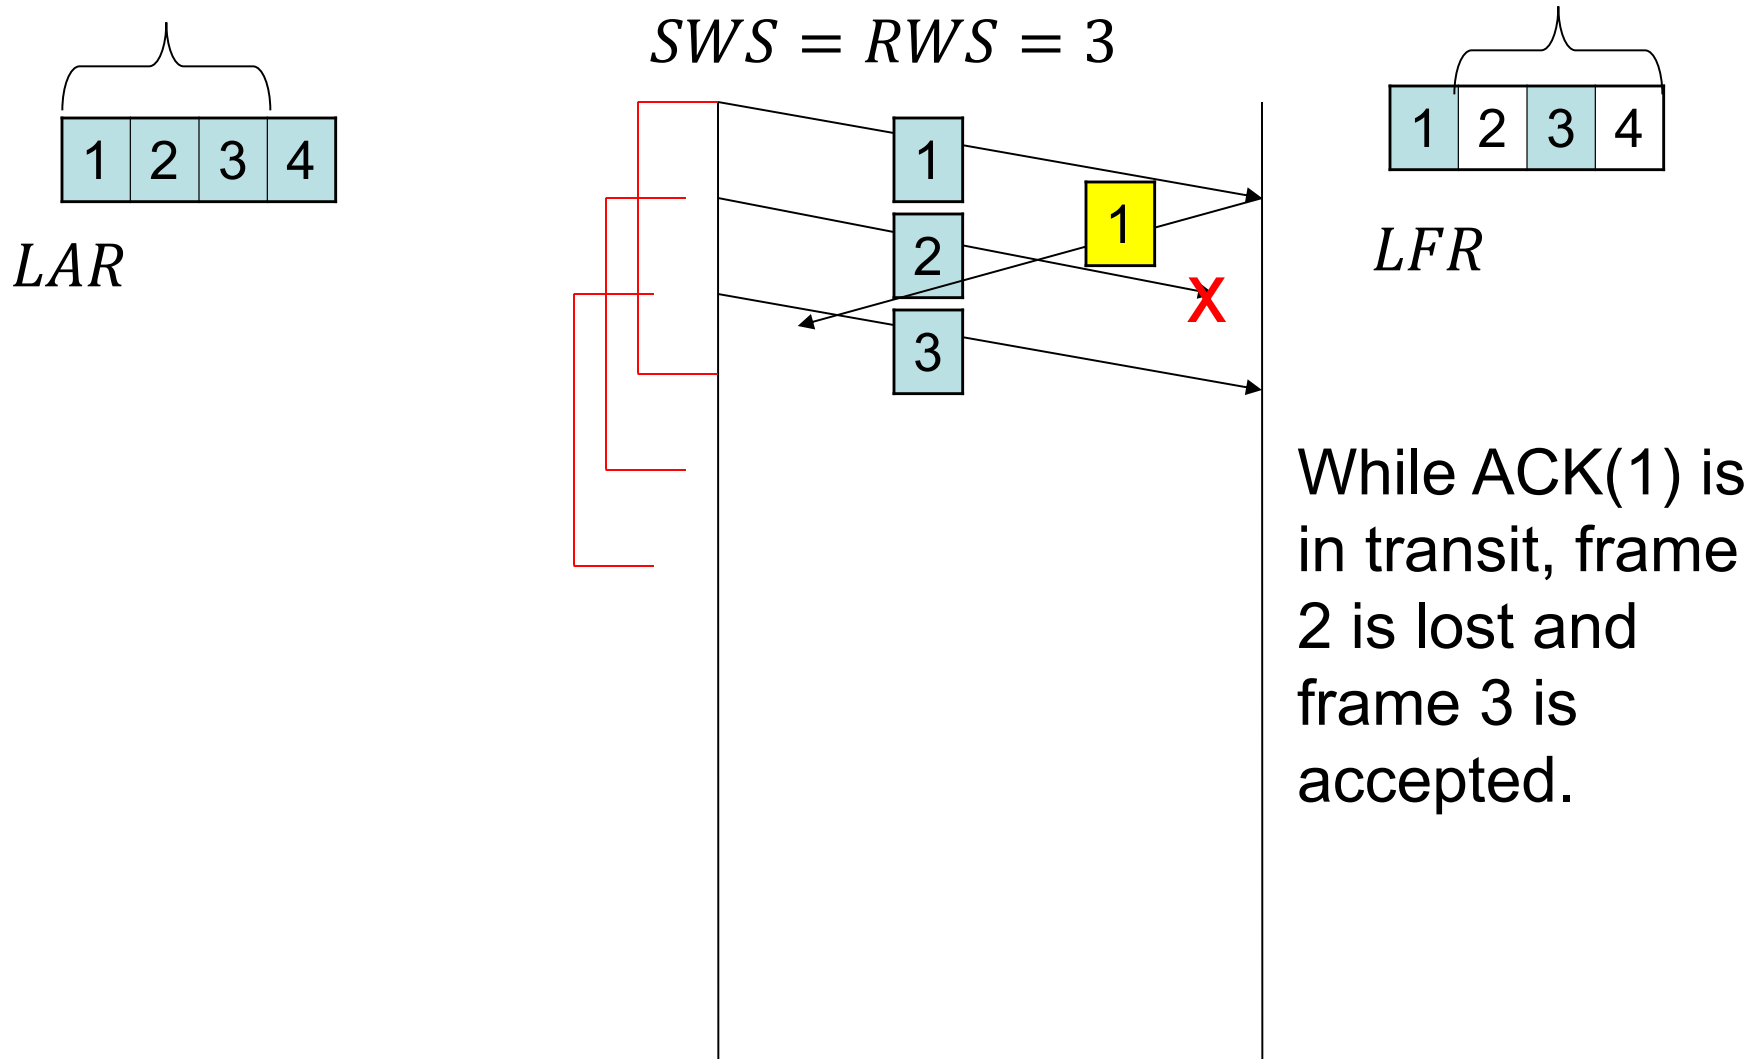 SWS = RWS = 3
1 2 3 4
LAR
1
2
3
1
X
1 2 3 4
LFR
While ACK(1) is
in transit, frame
2 is lost and
frame 3 is
accepted.